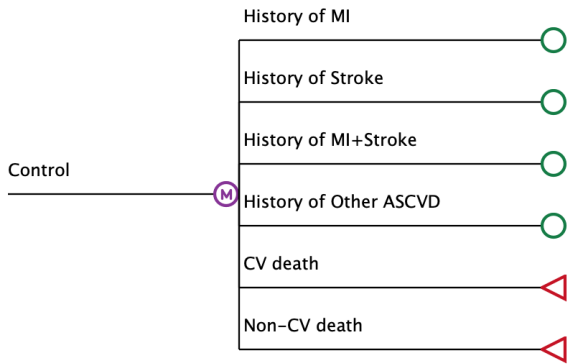 History of MI
History of Stroke
History of MI+Stroke
Control
M
History of Other ASCVD
CV death
Non-CV death